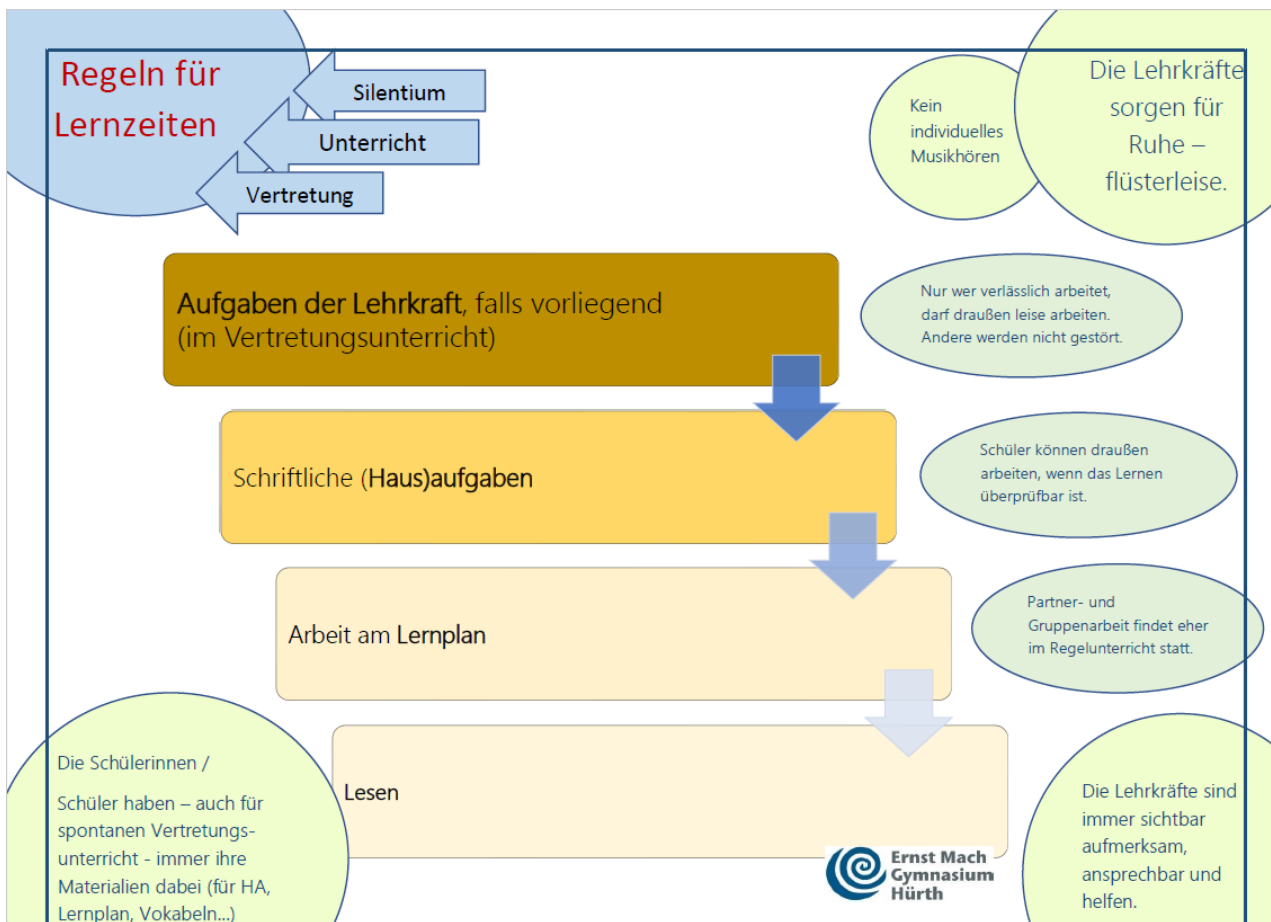 Regeln für
Lernzeiten
Silentium
Unterricht
Vertretung
Kein
individuelles
Musikhören
Die Lehrkräfte
sorgen für
Ruhe –
flüsterleise.
Aufgaben der Lehrkraft, falls vorliegend
(im Vertretungsunterricht)
Nur wer verlässlich arbeitet,
darf draußen leise arbeiten.
Andere werden nicht gestört.
Schriftliche (Haus)aufgaben
Schüler können draußen
arbeiten, wenn das Lernen
überprüfbar ist.
Arbeit am Lernplan
Partner- und
Gruppenarbeit findet eher
im Regelunterricht statt.
Lesen
Die Schülerinnen /
Schüler haben – auch für
spontanen Vertretungs-
unterricht - immer ihre
Materialien dabei (für HA,
Lernplan, Vokabeln...)
Die Lehrkräfte sind
immer sichtbar
aufmerksam,
ansprechbar und
helfen.
Ernst Mach
Gymnasium
Hürth